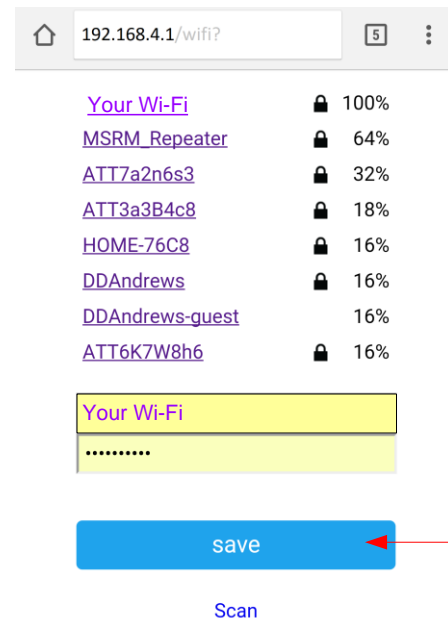 192.168.4.1/wifi? 5
Your Wi-Fi 100%
MSRM_Repeater 64%
ATT7a2n6s3 32%
ATT3a3B4c8 18%
HOME-76C8 16%
DDAndrews 16%
DDAndrews-guest 16%
ATT6K7W8h6 16%
Your Wi-Fi
••••••••••
save
Scan